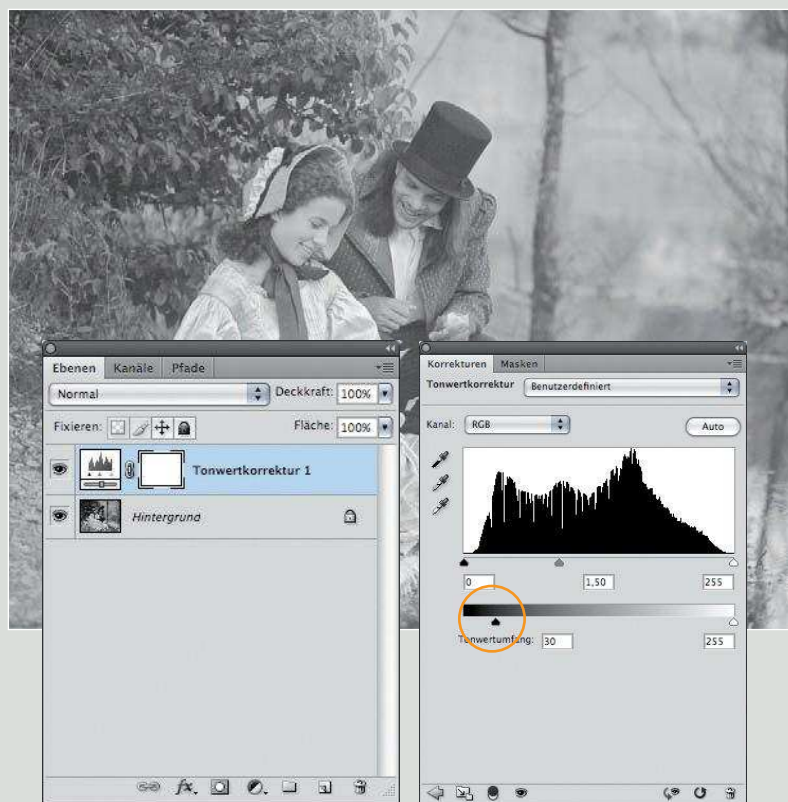 Ebenen Kanäle Pfade
Normal Deckkraft: 100%
Fixieren: Fläche: 100%
Tonwertkorrektur 1
Hintergrund
fx.
Korrekturen Masken
Tonwertkorrektur Benutzerdefiniert
Kanal: RGB Auto
0 1,50 255
Tonwertumfang: 30 255